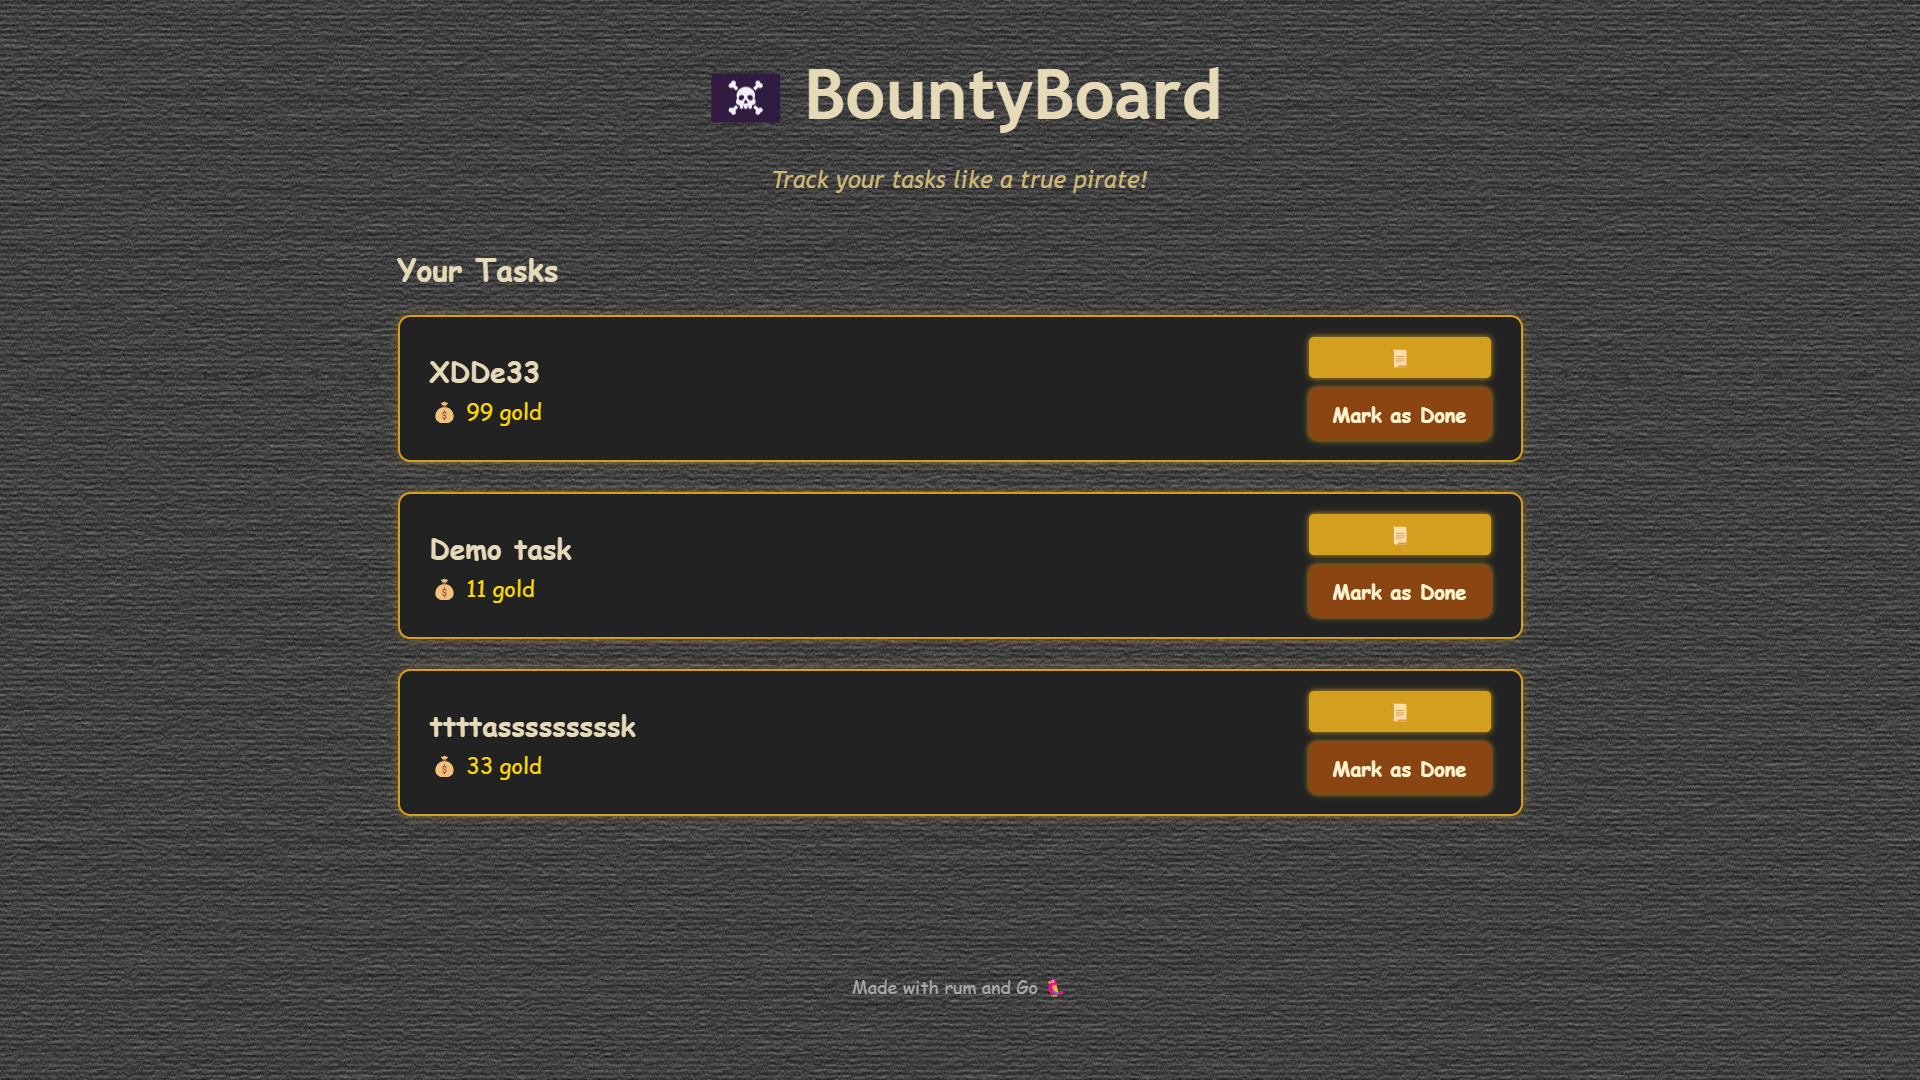 BountyBoard
Track your tasks like a true pirate!
Your Tasks
XDDe33
99 gold
Mark as Done
Demo task
11 gold
Mark as Done
ttttasssssssssk
33 gold
Mark as Done
Made with rum and Go